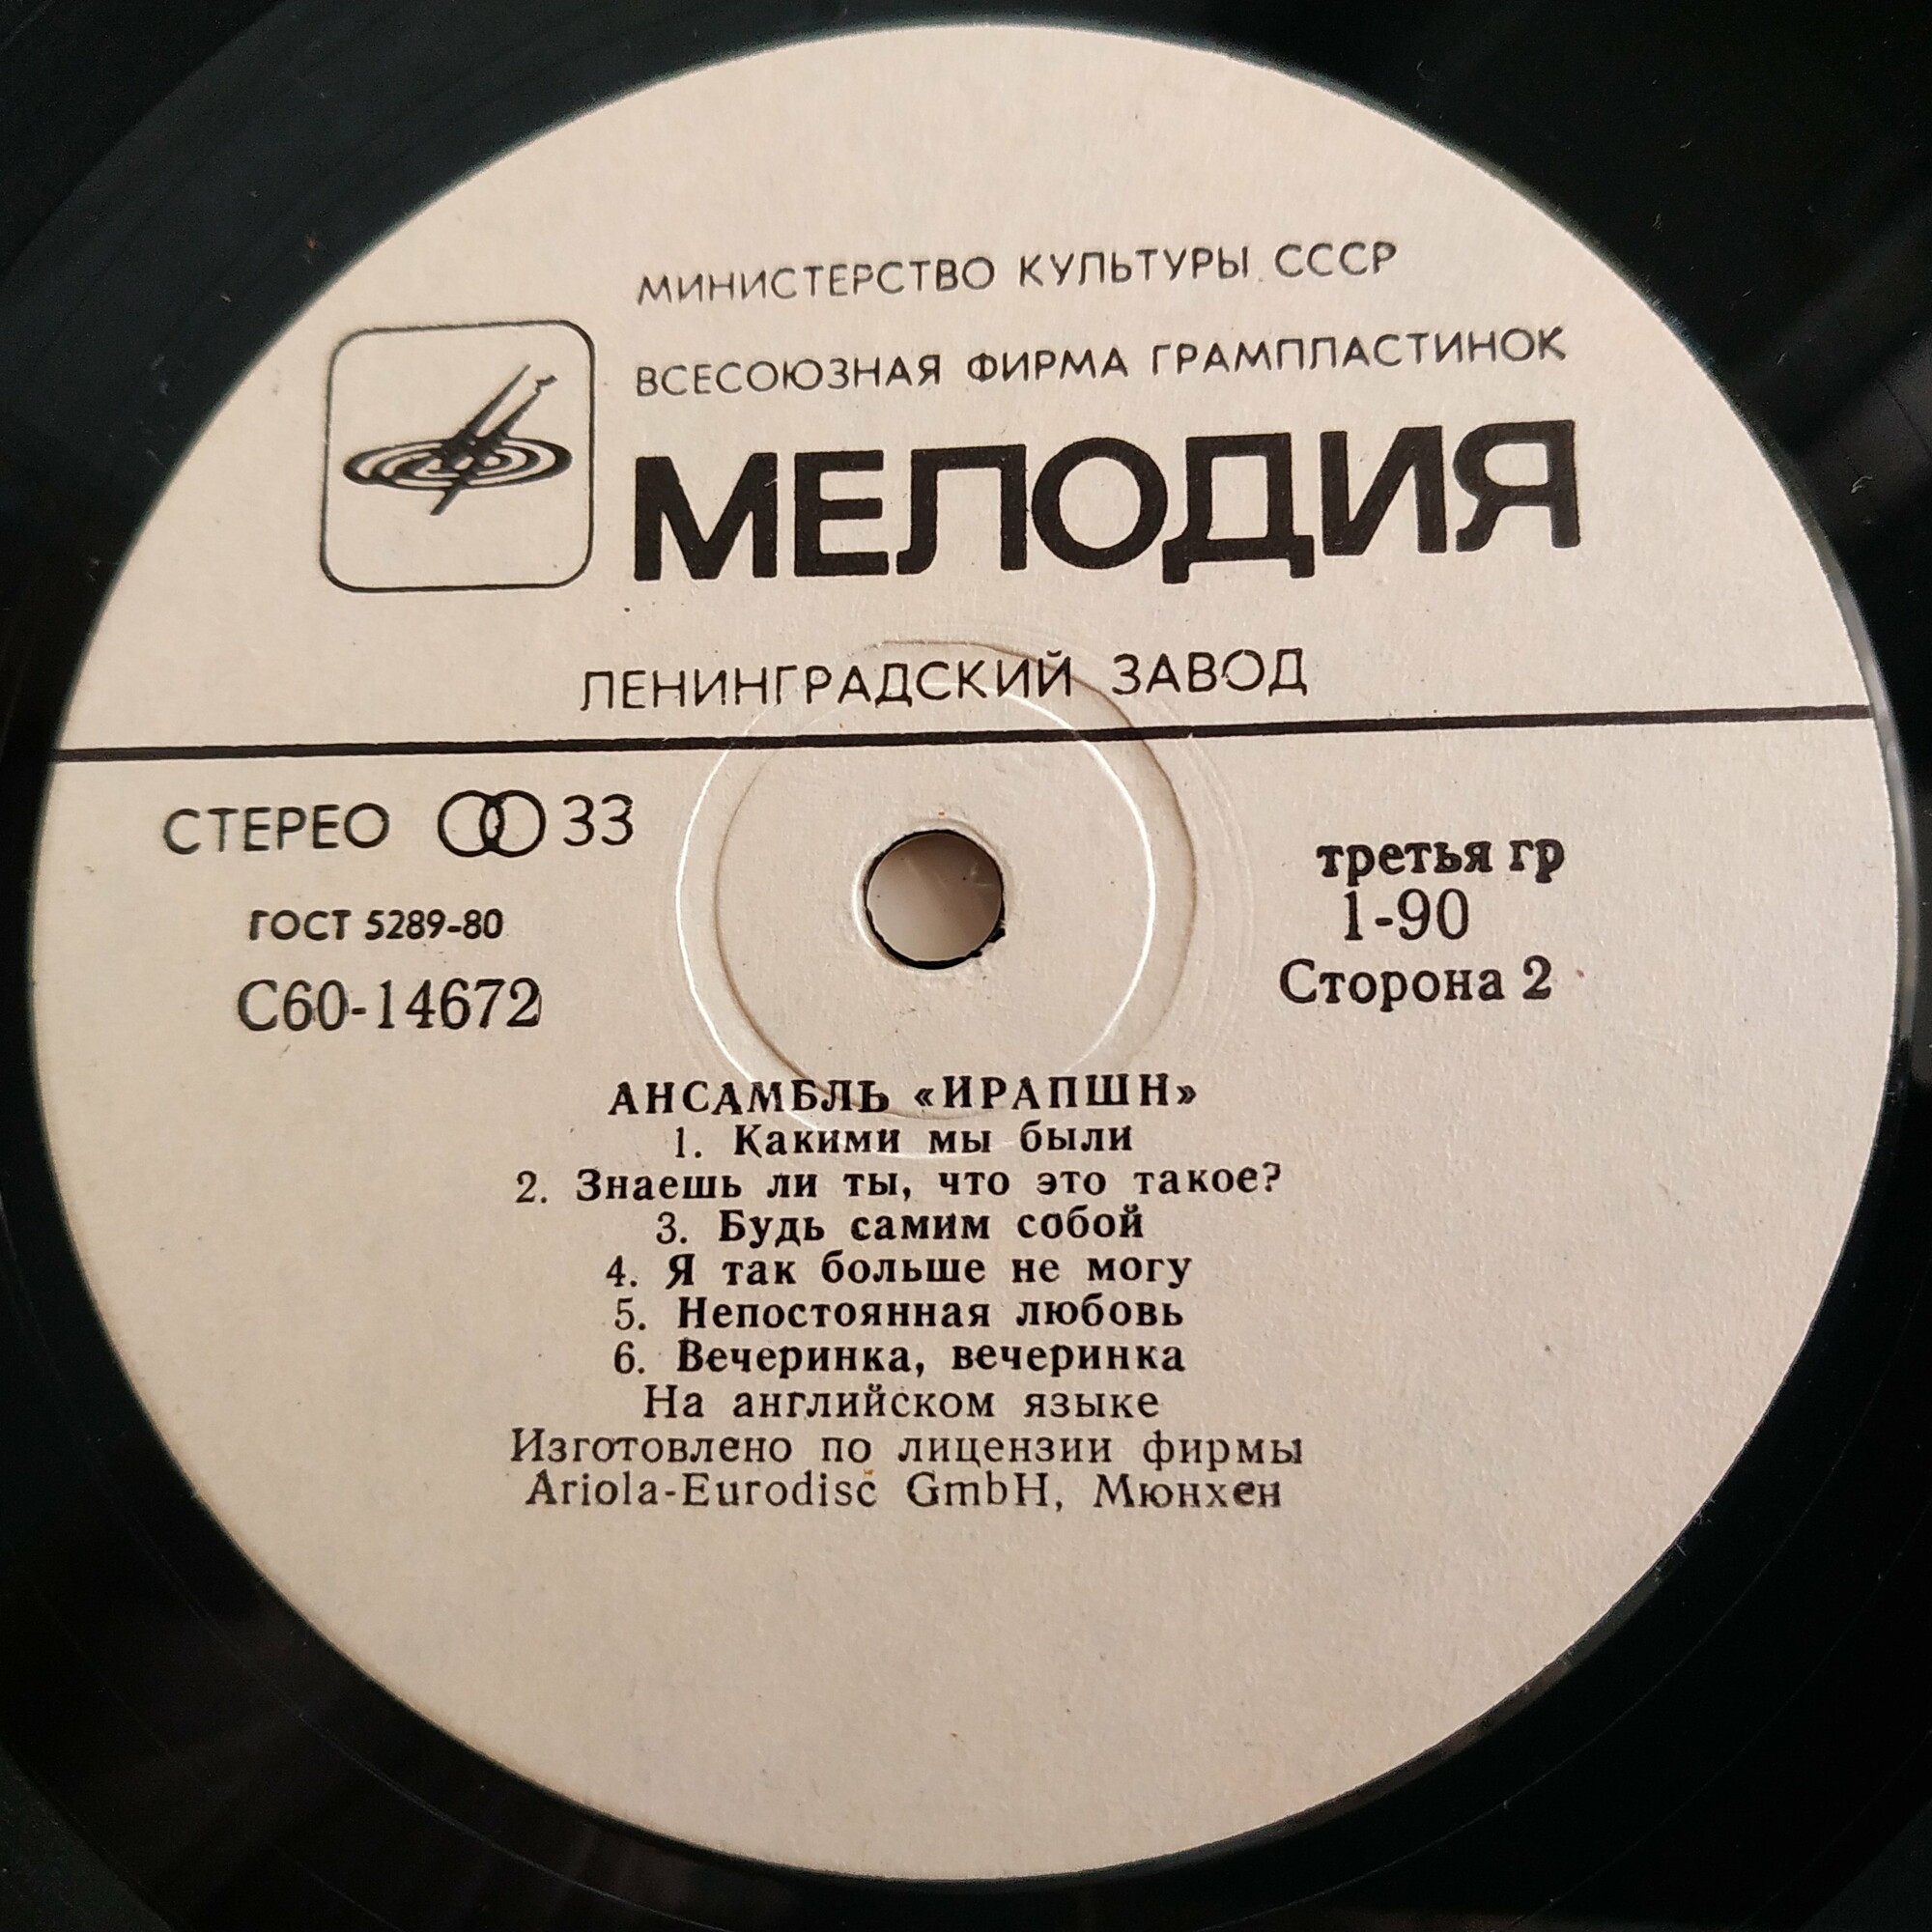 МИНИСТЕРСТВО КУЛЬТУРЫ СССР
ВСЕСОЮЗНАЯ ФИРМА ГРАМПЛАСТИНОК
МЕЛОДИЯ
ЛЕНИНГРАДСКИЙ ЗАВОД
СТЕРЕО 33
ГОСТ 5289-80
С60-14672
третья гр
1-90
Сторона 2
АНСАМБЛЬ «ИРАПШН»
1. Какими мы были
2. Знаешь ли ты, что это такое?
3. Будь самим собой
4. Я так больше не могу
5. Непостоянная любовь
6. Вечеринка, вечеринка
На английском языке
Изготовлено по лицензии фирмы
Ariola-Eurodisc GmbH, Мюнхен